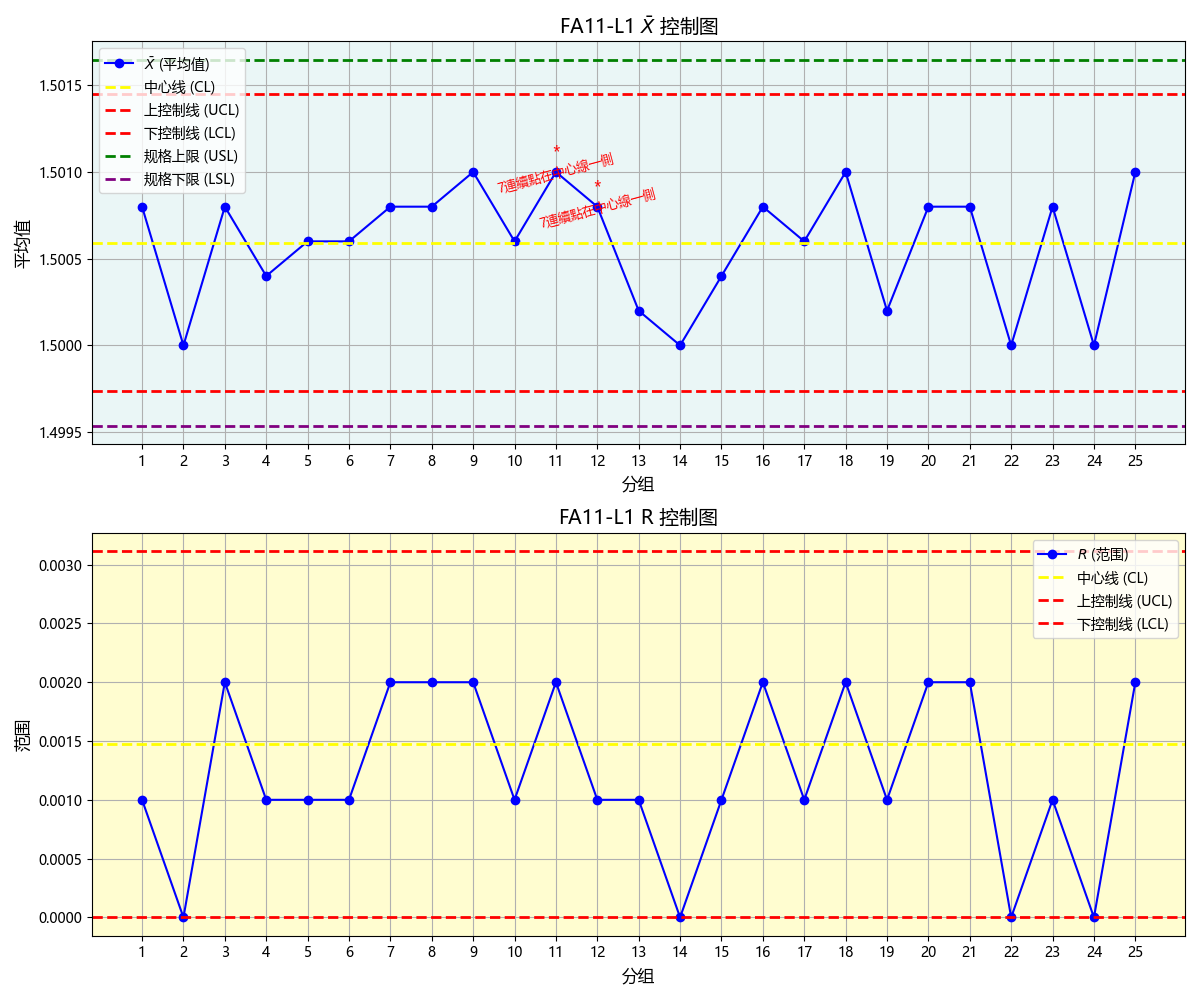 FA11-L1 X̄ 控制图
X̄ (平均值)
中心线 (CL)
上控制线 (UCL)
下控制线 (LCL)
规格上限 (USL)
规格下限 (LSL)
平均值
1.5015
1.5010
1.5005
1.5000
1.4995
*
7連續點在中心線一側
*
7連續點在中心線一側
1 2 3 4 5 6 7 8 9 10 11 12 13 14 15 16 17 18 19 20 21 22 23 24 25
分组
FA11-L1 R 控制图
R (范围)
中心线 (CL)
上控制线 (UCL)
下控制线 (LCL)
范围
0.0030
0.0025
0.0020
0.0015
0.0010
0.0005
0.0000
1 2 3 4 5 6 7 8 9 10 11 12 13 14 15 16 17 18 19 20 21 22 23 24 25
分组